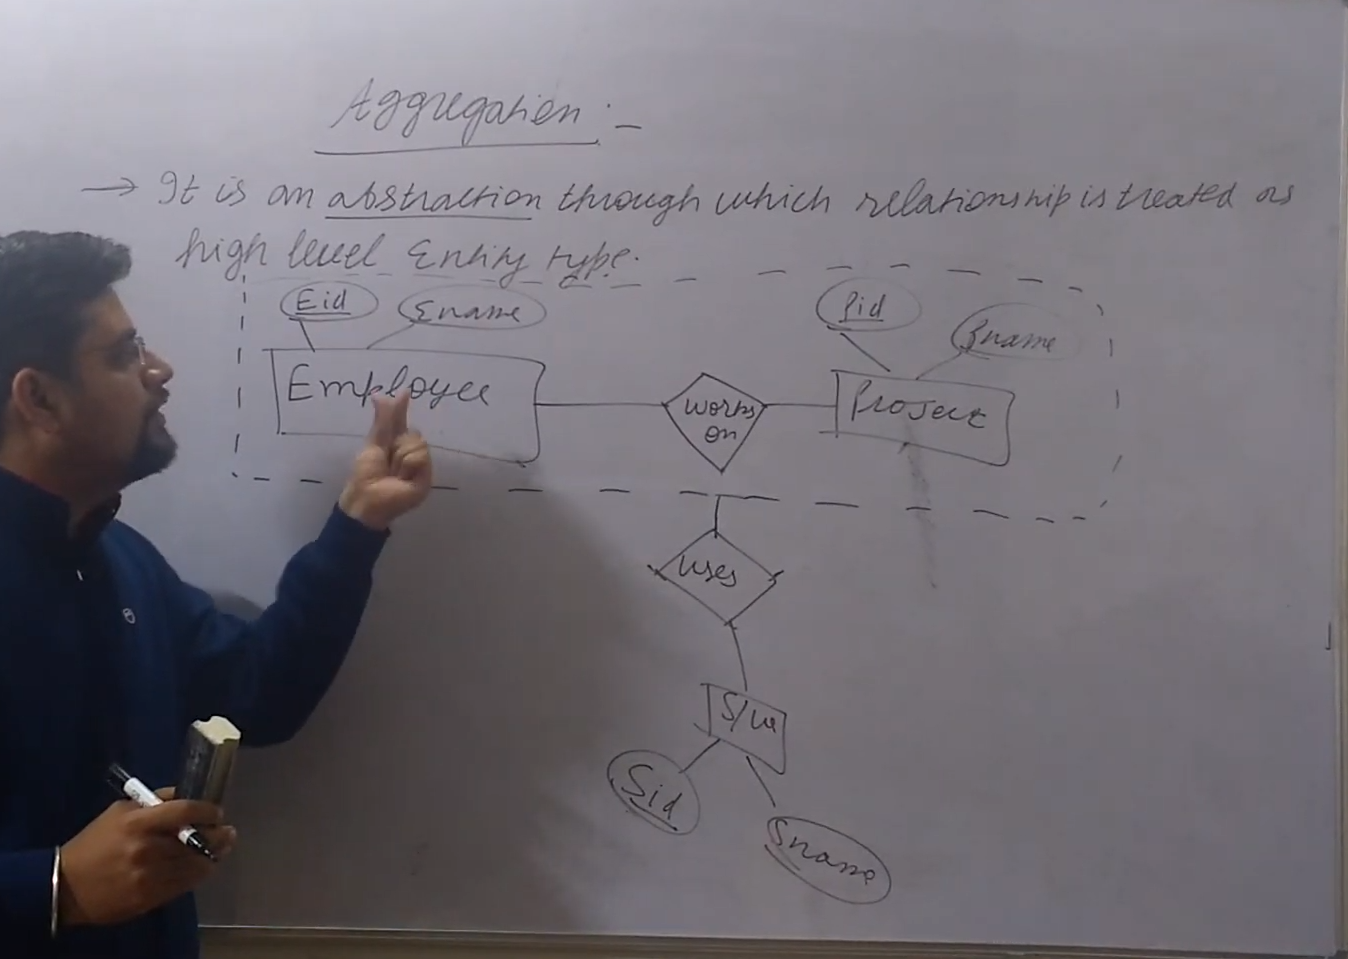 Aggregation :-
→ It is an abstraction through which relationship is treated as
high level Entity type.
Eid Ename Pid Pname
Employee works on Project
uses
S/w
Sid
Sname